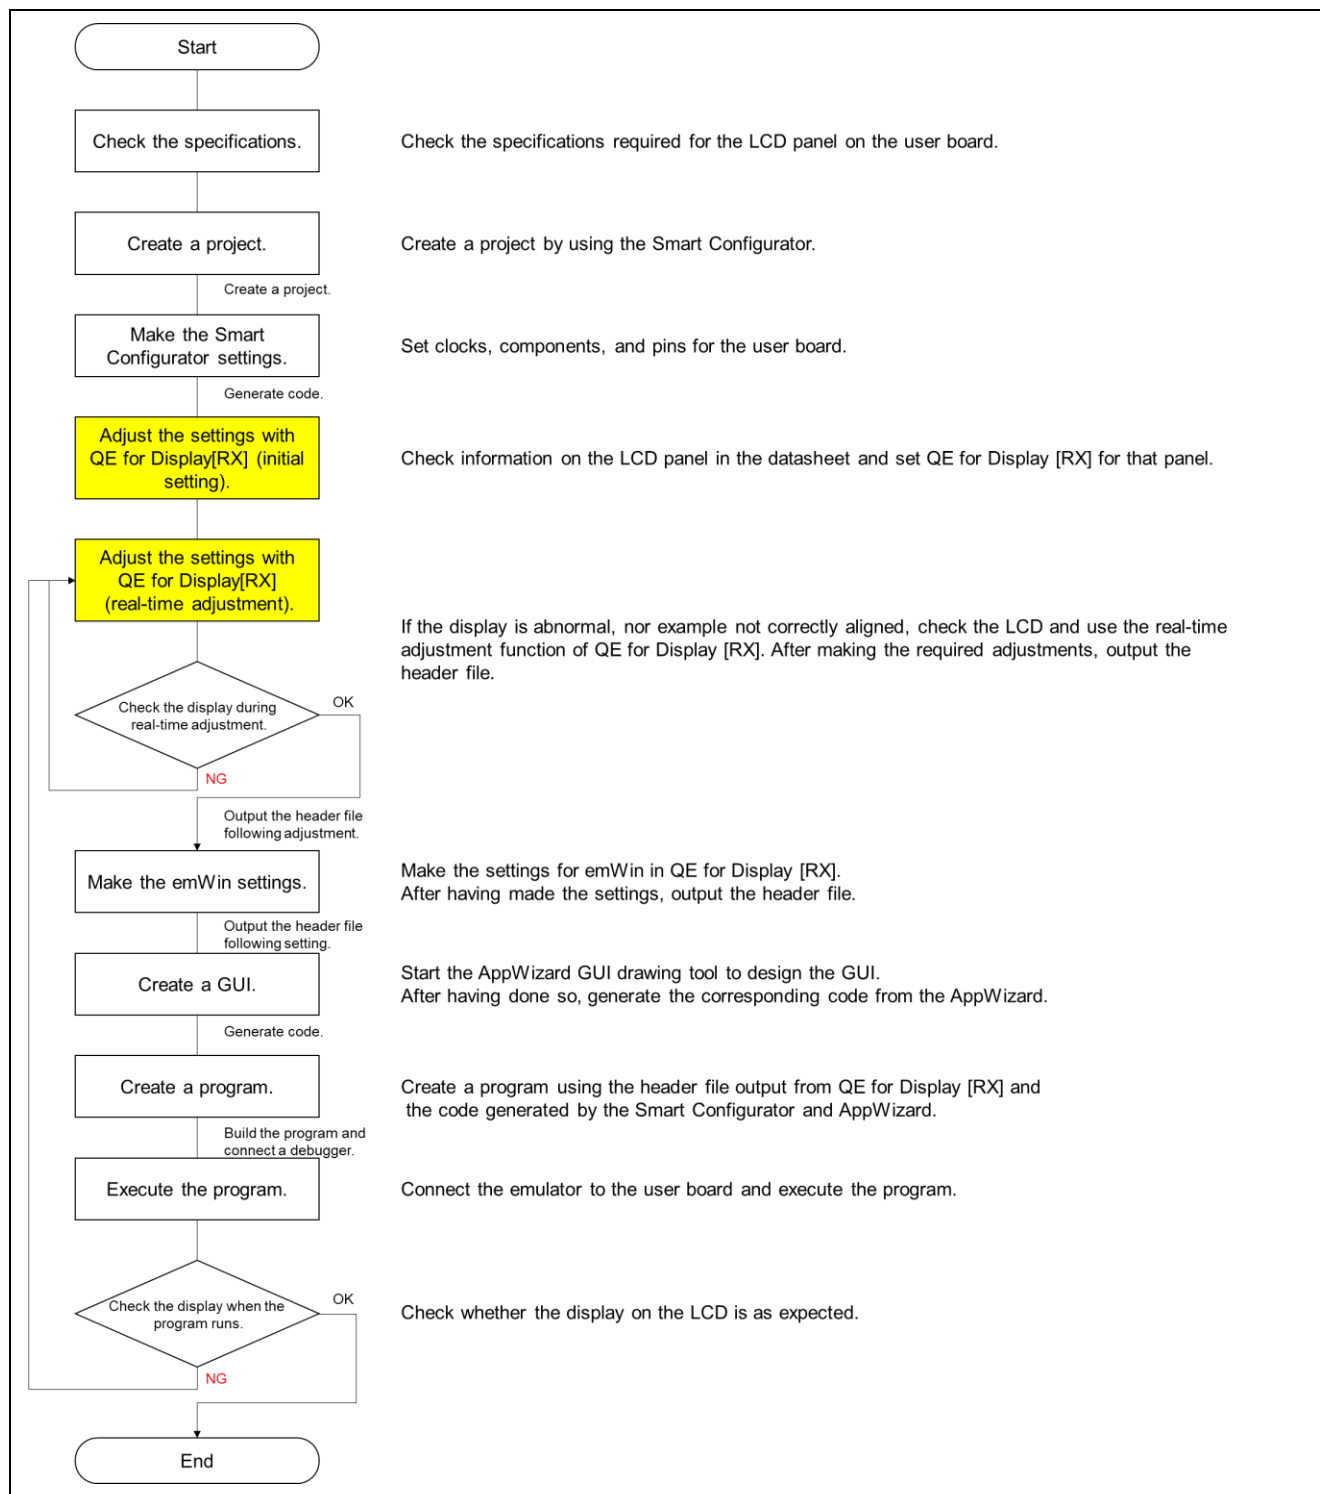 Start
Check the specifications.
Check the specifications required for the LCD panel on the user board.
Create a project.
Create a project by using the Smart Configurator.
Create a project.
Make the Smart
Configurator settings.
Set clocks, components, and pins for the user board.
Generate code.
Adjust the settings with
QE for Display[RX] (initial
setting).
Check information on the LCD panel in the datasheet and set QE for Display [RX] for that panel.
Adjust the settings with
QE for Display[RX]
(real-time adjustment).
If the display is abnormal, nor example not correctly aligned, check the LCD and use the real-time
adjustment function of QE for Display [RX]. After making the required adjustments, output the
header file.
Check the display during
real-time adjustment.
OK
NG
Output the header file
following adjustment.
Make the emWin settings.
Make the settings for emWin in QE for Display [RX].
After having made the settings, output the header file.
Output the header file
following setting.
Create a GUI.
Start the AppWizard GUI drawing tool to design the GUI.
After having done so, generate the corresponding code from the AppWizard.
Generate code.
Create a program.
Create a program using the header file output from QE for Display [RX] and
the code generated by the Smart Configurator and AppWizard.
Build the program and
connect a debugger.
Execute the program.
Connect the emulator to the user board and execute the program.
Check the display when the
program runs.
OK
Check whether the display on the LCD is as expected.
NG
End